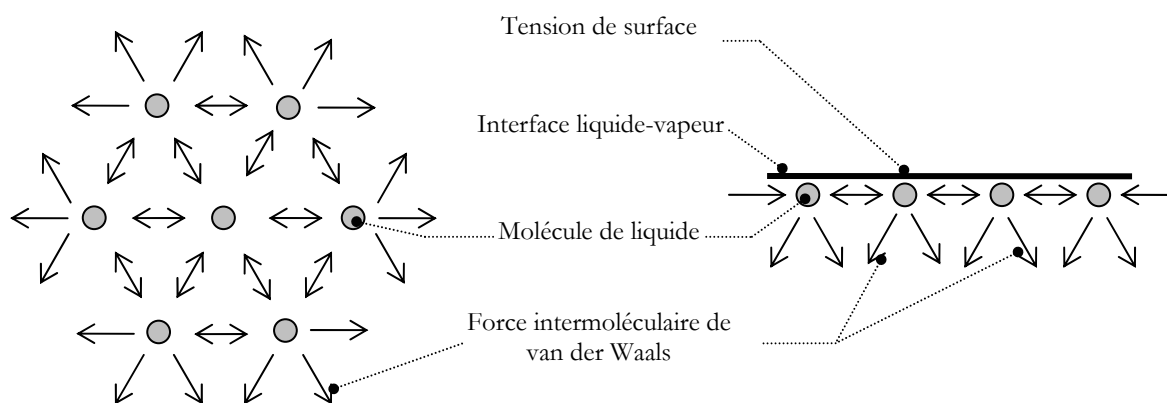 Tension de surface
Interface liquide-vapeur
Molécule de liquide
Force intermoléculaire de
van der Waals